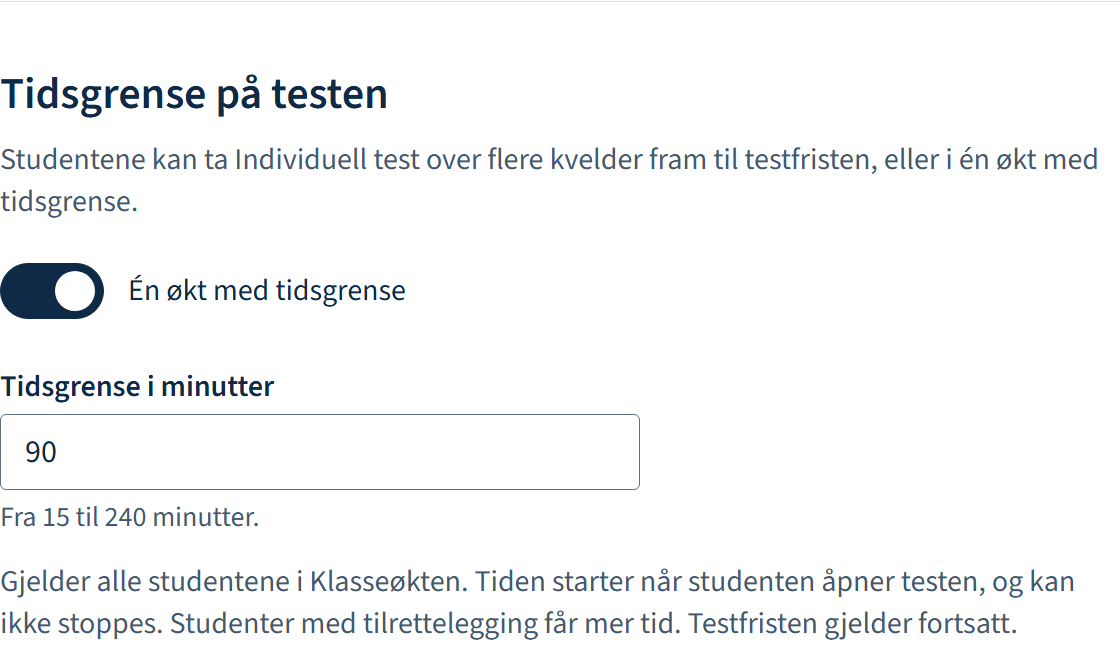 Tidsgrense på testen
Studentene kan ta Individuell test over flere kvelder fram til testfristen, eller i én økt med
tidsgrense.
Én økt med tidsgrense
Tidsgrense i minutter
90
Fra 15 til 240 minutter.
Gjelder alle studentene i Klasseøkten. Tiden starter når studenten åpner testen, og kan
ikke stoppes. Studenter med tilrettelegging får mer tid. Testfristen gjelder fortsatt.